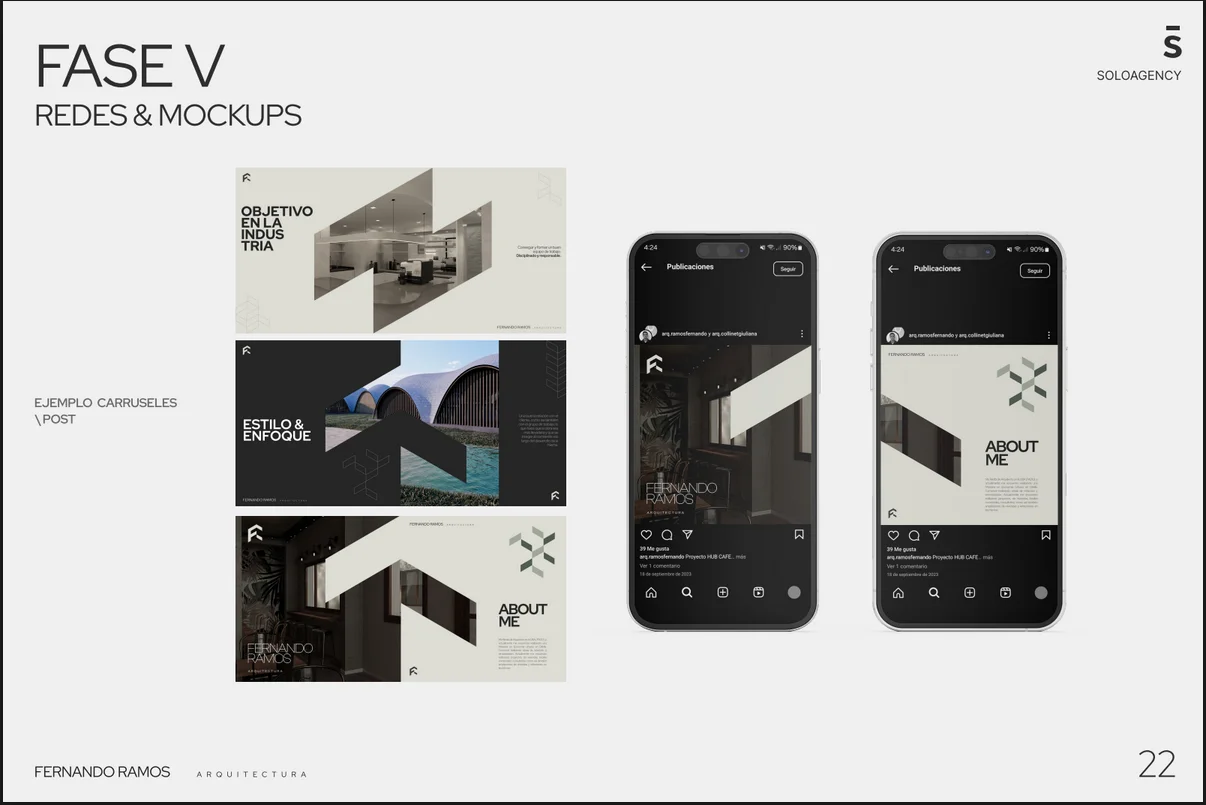 FASE V
REDES & MOCKUPS
S
SOLOAGENCY
EJEMPLO CARRUSELES
\ POST
OBJETIVO
EN LA
INDUS
TRIA
Conseguir y formar un buen
equipo de trabajo.
Disciplinado y responsable.
FERNANDO RAMOS ARQUITECTURA
ESTILO &
ENFOQUE
FERNANDO RAMOS ARQUITECTURA
FERNANDO RAMOS ARQUITECTURA
FERNANDO
RAMOS
ARQUITECTURA
ABOUT
ME
4:24
90%
Publicaciones
Seguir
arq.ramosfernando y arq.collinetgiuliana
FERNANDO
RAMOS
ARQUITECTURA
39 Me gusta
arq.ramosfernando Proyecto HUB CAFE... más
Ver 1 comentario
18 de septiembre de 2023
4:24
90%
Publicaciones
Seguir
arq.ramosfernando y arq.collinetgiuliana
FERNANDO RAMOS ARQUITECTURA
ABOUT
ME
39 Me gusta
arq.ramosfernando Proyecto HUB CAFE... más
Ver 1 comentario
18 de septiembre de 2023
FERNANDO RAMOS ARQUITECTURA
22